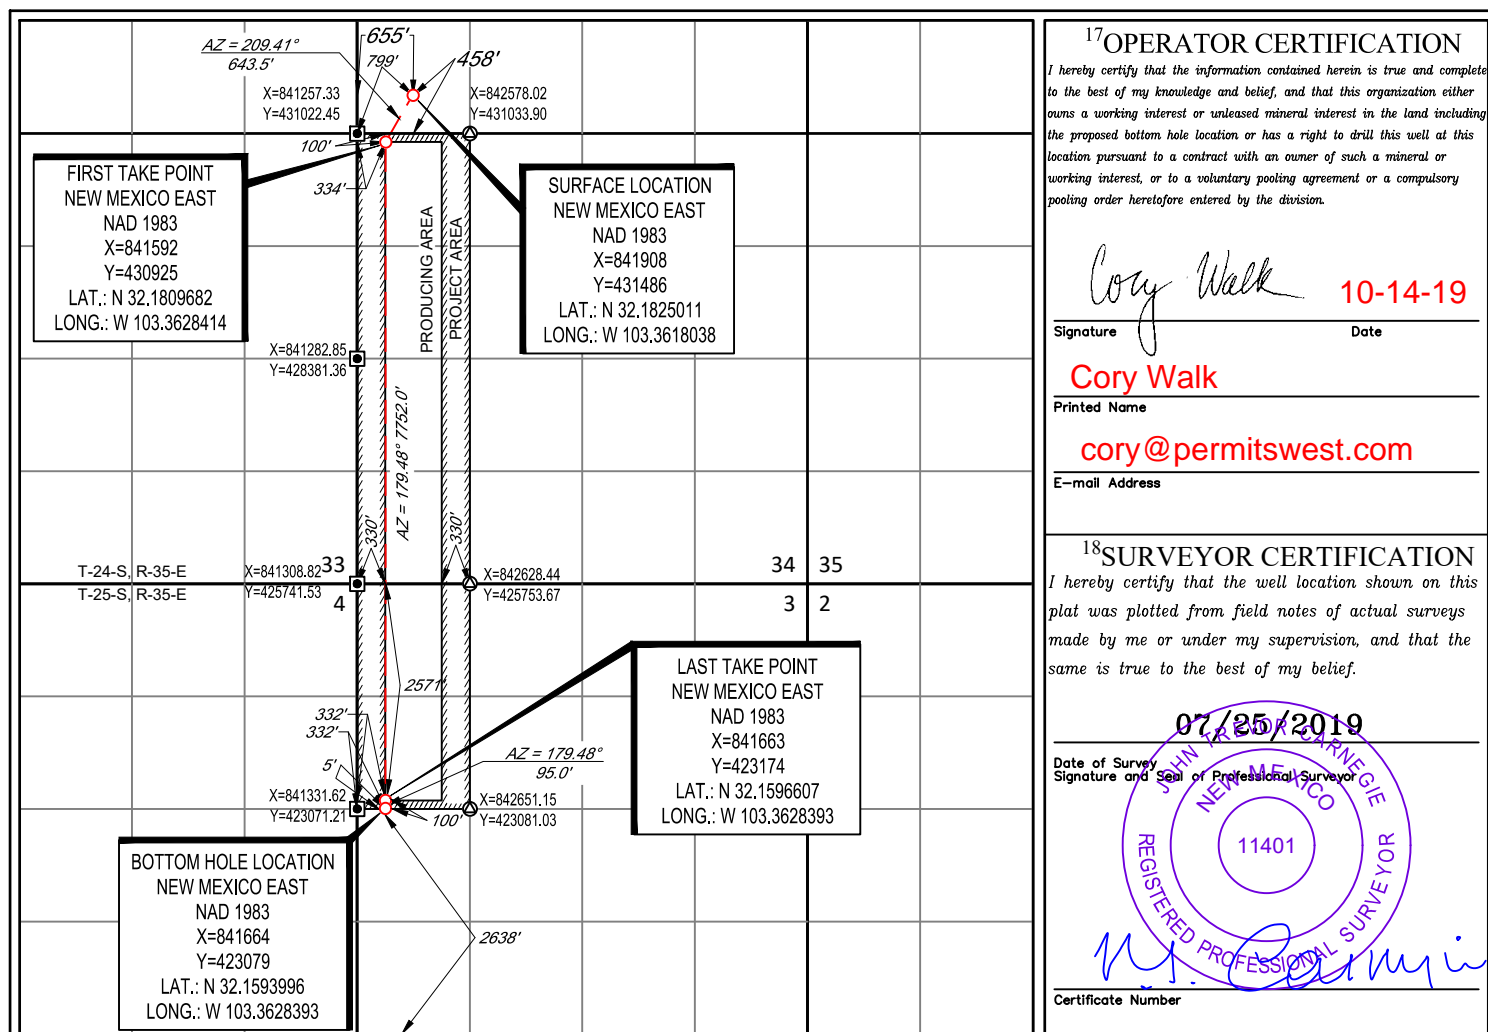 AZ = 209.41°
643.5'
655'
799'
458'
X=841257.33
Y=431022.45
X=842578.02
Y=431033.90
100'
334'
FIRST TAKE POINT
NEW MEXICO EAST
NAD 1983
X=841592
Y=430925
LAT.: N 32.1809682
LONG.: W 103.3628414
SURFACE LOCATION
NEW MEXICO EAST
NAD 1983
X=841908
Y=431486
LAT.: N 32.1825011
LONG.: W 103.3618038
PRODUCING AREA
PROJECT AREA
X=841282.85
Y=428381.36
AZ = 179.48° 7752.0'
330'
330'
T-24-S, R-35-E
T-25-S, R-35-E
X=841308.82
Y=425741.53
33
4
X=842628.44
Y=425753.67
34
35
3
2
2571'
332'
332'
5'
AZ = 179.48°
95.0'
X=841331.62
Y=423071.21
X=842651.15
Y=423081.03
100'
LAST TAKE POINT
NEW MEXICO EAST
NAD 1983
X=841663
Y=423174
LAT.: N 32.1596607
LONG.: W 103.3628393
BOTTOM HOLE LOCATION
NEW MEXICO EAST
NAD 1983
X=841664
Y=423079
LAT.: N 32.1593996
LONG.: W 103.3628393
2638'
17OPERATOR CERTIFICATION
I hereby certify that the information contained herein is true and complete
to the best of my knowledge and belief, and that this organization either
owns a working interest or unleased mineral interest in the land including
the proposed bottom hole location or has a right to drill this well at this
location pursuant to a contract with an owner of such a mineral or
working interest, or to a voluntary pooling agreement or a compulsory
pooling order heretofore entered by the division.
Cory Walk
10-14-19
Signature
Date
Cory Walk
Printed Name
cory@permitswest.com
E-mail Address
18SURVEYOR CERTIFICATION
I hereby certify that the well location shown on this
plat was plotted from field notes of actual surveys
made by me or under my supervision, and that the
same is true to the best of my belief.
07/25/2019
Date of Survey
Signature and Seal of Professional Surveyor
JOHN TREVOR CARNEGIE
NEW MEXICO
11401
REGISTERED PROFESSIONAL SURVEYOR
Certificate Number